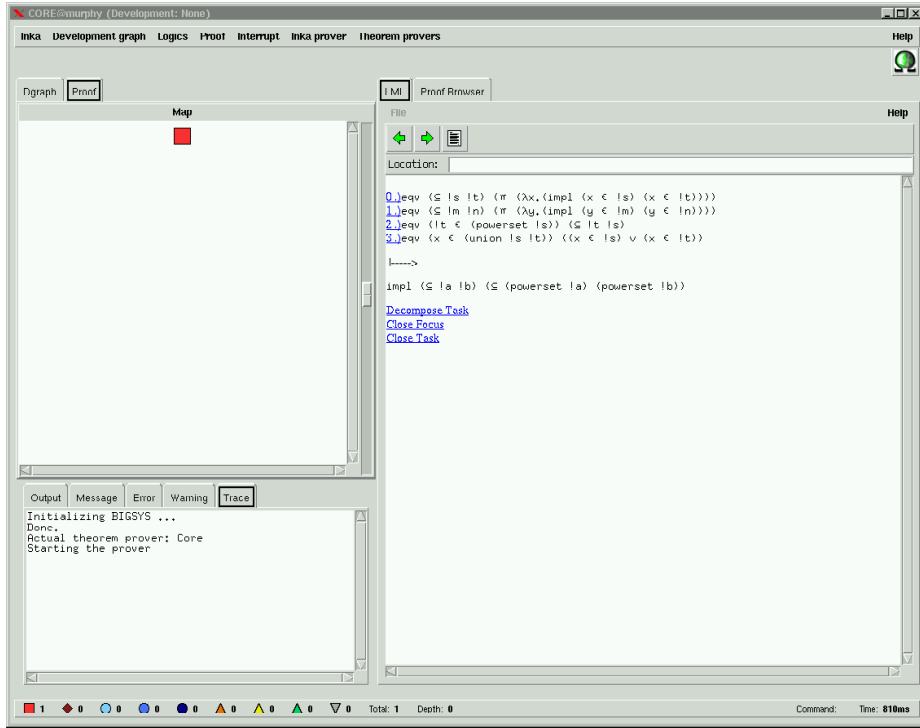 CORE@murphy (Development: None)
Inka Development graph Logics Proof Interrupt Inka prover Theorem provers Help
Dgraph Proof
Map
LML Proof Browser
File Help
Location:
0.)eqv (⊆ !s !t) (π (λx.(impl (x ∈ !s) (x ∈ !t))))
1.)eqv (⊆ !m !n) (π (λy.(impl (y ∈ !m) (y ∈ !n))))
2.)eqv (!t ∈ (powerset !s)) (⊆ !t !s)
3.)eqv (x ∈ (union !s !t)) ((x ∈ !s) ∨ (x ∈ !t))
|----->
impl (⊆ !a !b) (⊆ (powerset !a) (powerset !b))
Decompose Task
Close Focus
Close Task
Output Message Error Warning Trace
Initializing BIGSYS ...
Done.
Actual theorem prover: Core
Starting the prover
1 0 0 0 0 0 0 0 0 Total: 1 Depth: 0 Command: Time: 810ms